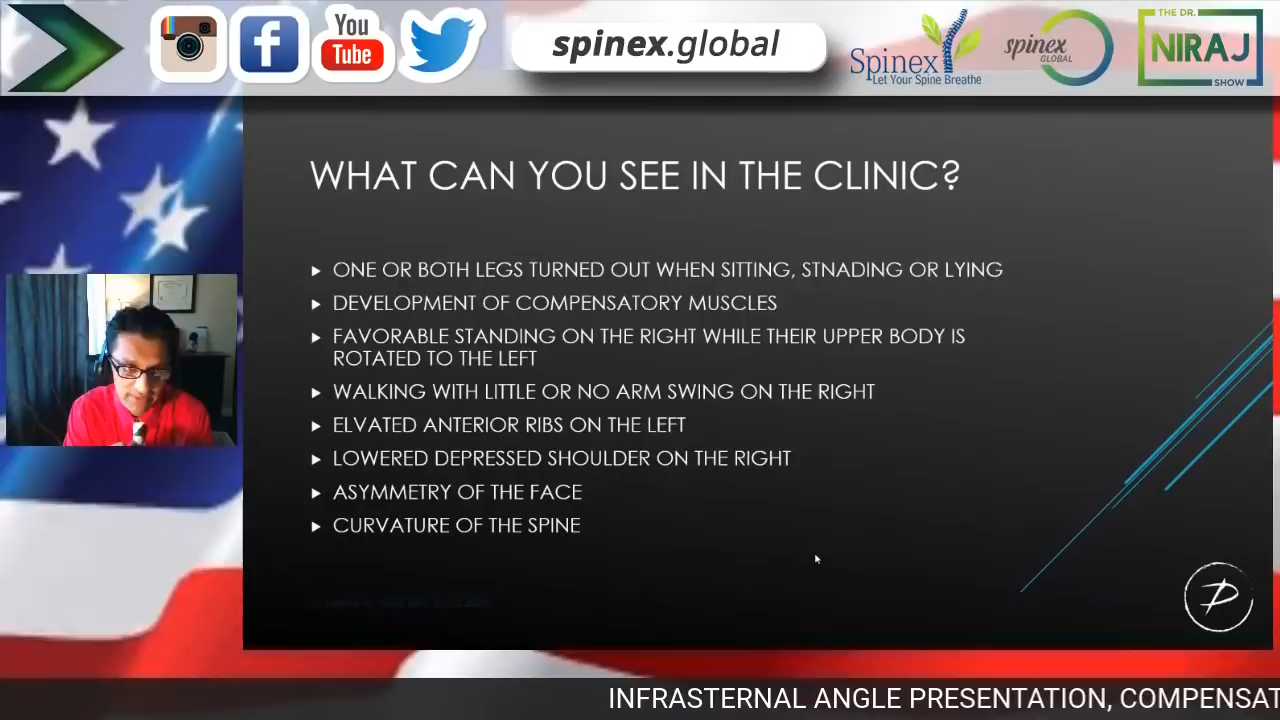 You
Tube
spinex.global
Spinex
Let Your Spine Breathe
spinex
GLOBAL
THE DR.
NIRAJ
SHOW
WHAT CAN YOU SEE IN THE CLINIC?
ONE OR BOTH LEGS TURNED OUT WHEN SITTING, STNADING OR LYING
DEVELOPMENT OF COMPENSATORY MUSCLES
FAVORABLE STANDING ON THE RIGHT WHILE THEIR UPPER BODY IS
ROTATED TO THE LEFT
WALKING WITH LITTLE OR NO ARM SWING ON THE RIGHT
ELVATED ANTERIOR RIBS ON THE LEFT
LOWERED DEPRESSED SHOULDER ON THE RIGHT
ASYMMETRY OF THE FACE
CURVATURE OF THE SPINE
INFRASTERNAL ANGLE PRESENTATION, COMPENSAT